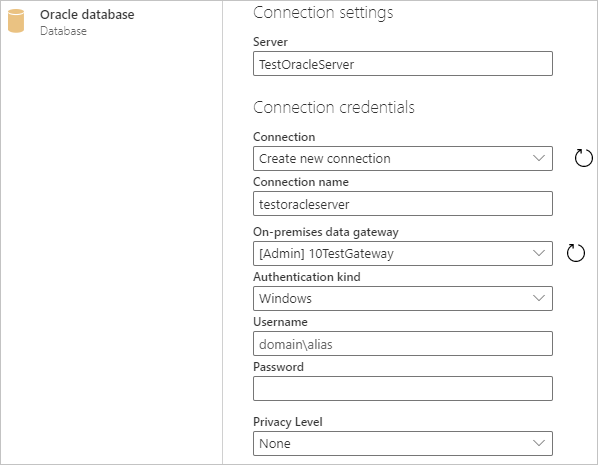 Oracle database
Database
Connection settings
Server
TestOracleServer
Connection credentials
Connection
Create new connection
Connection name
testoracleserver
On-premises data gateway
[Admin] 10TestGateway
Authentication kind
Windows
Username
domain\alias
Password
Privacy Level
None